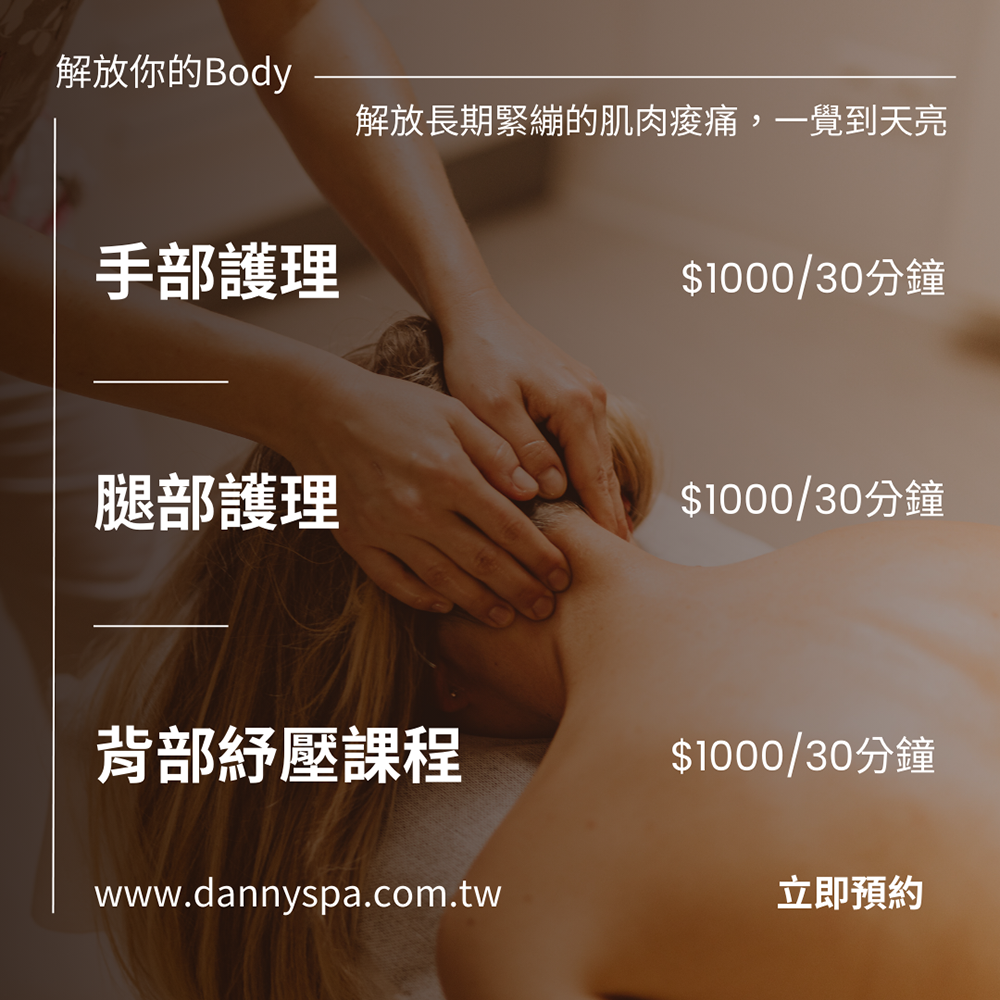 解放你的Body
解放長期緊繃的肌肉痠痛，一覺到天亮
手部護理
$1000/30分鐘
腿部護理
$1000/30分鐘
背部紓壓課程
$1000/30分鐘
www.dannyspa.com.tw
立即預約